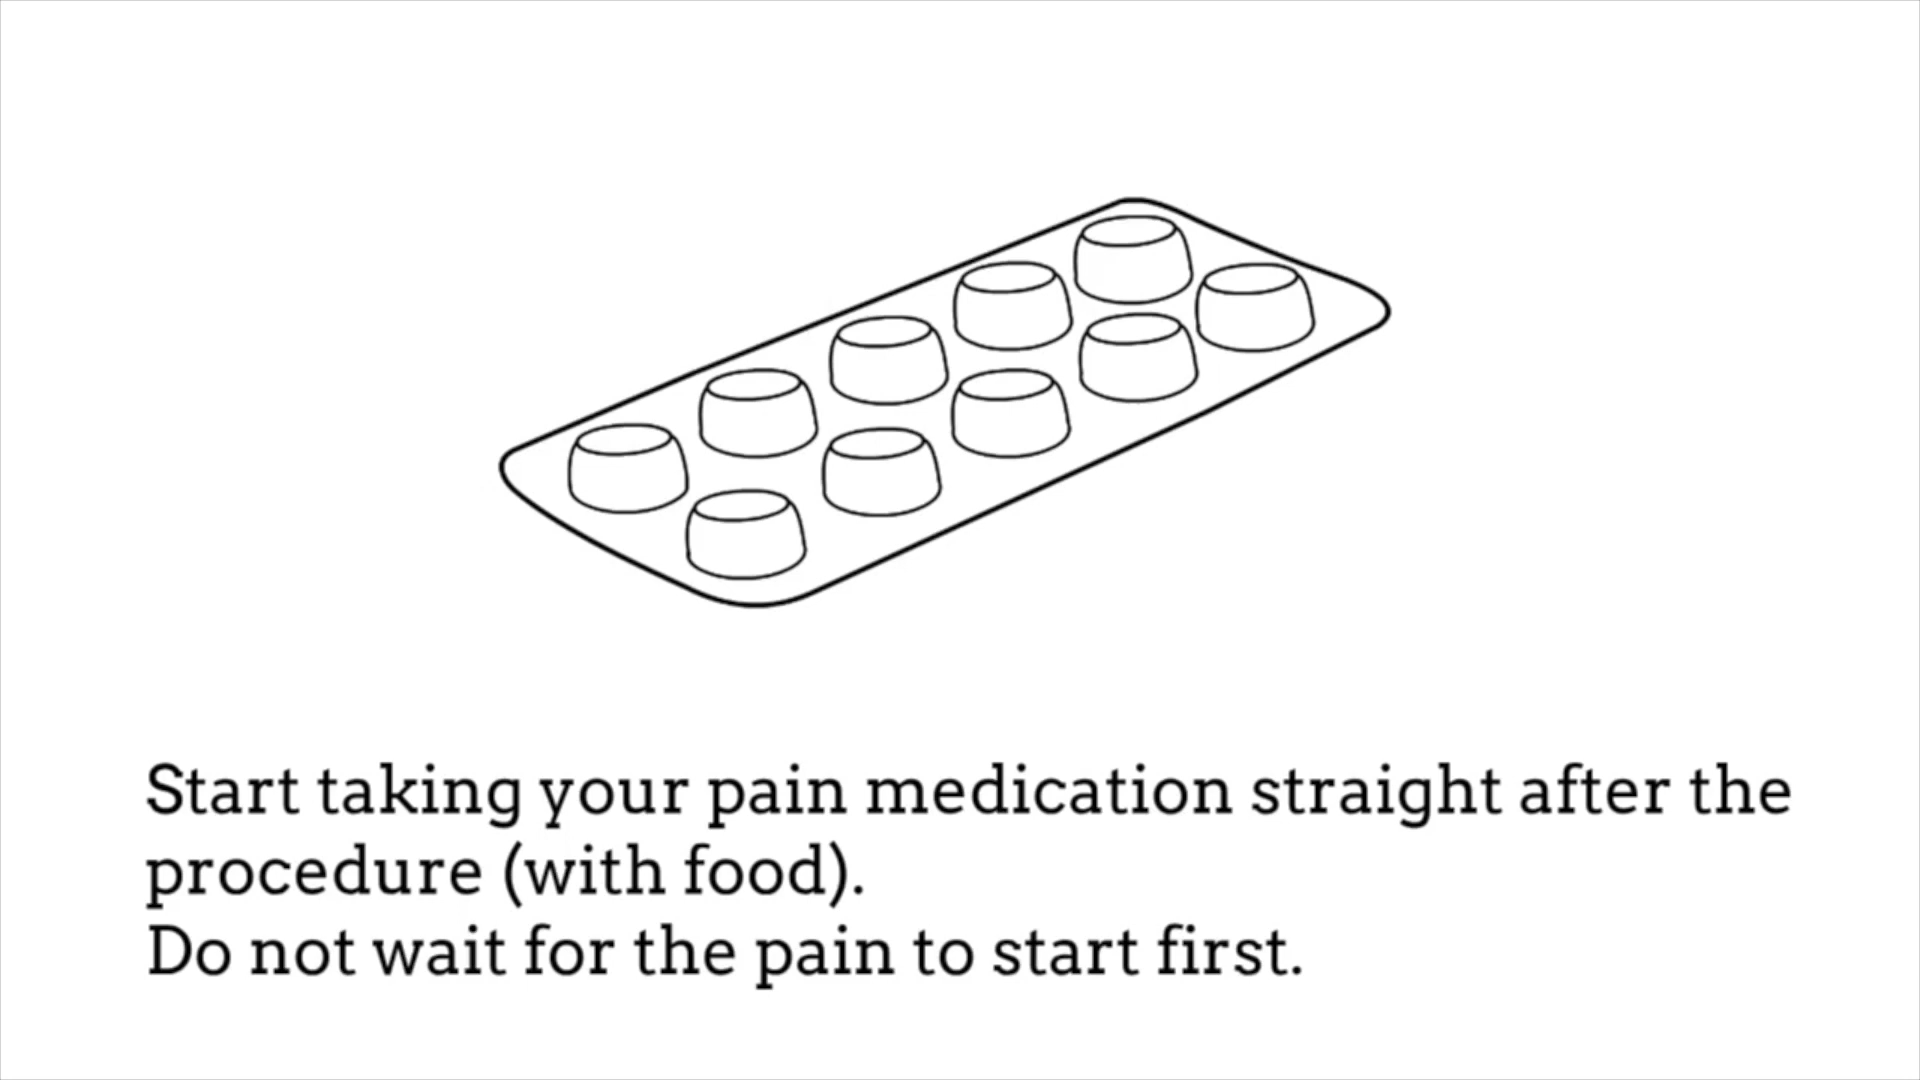 Start taking your pain medication straight after the
procedure (with food).
Do not wait for the pain to start first.